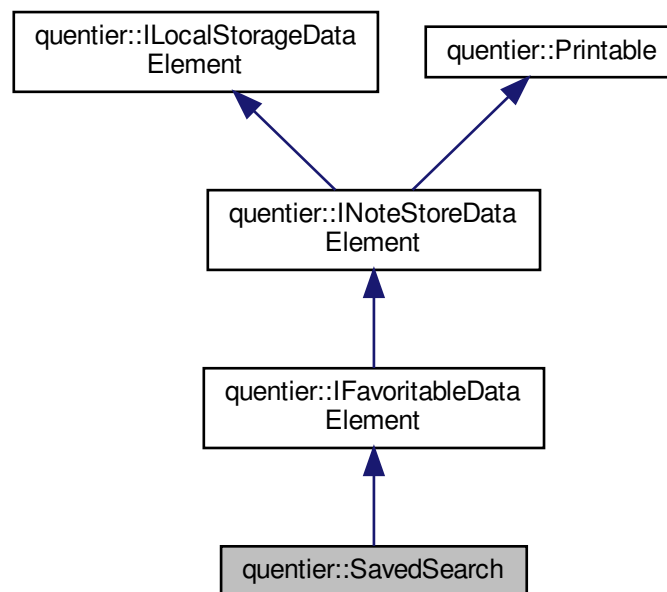 quentier::ILocalStorageData
Element
quentier::Printable
quentier::INoteStoreData
Element
quentier::IFavoritableData
Element
quentier::SavedSearch